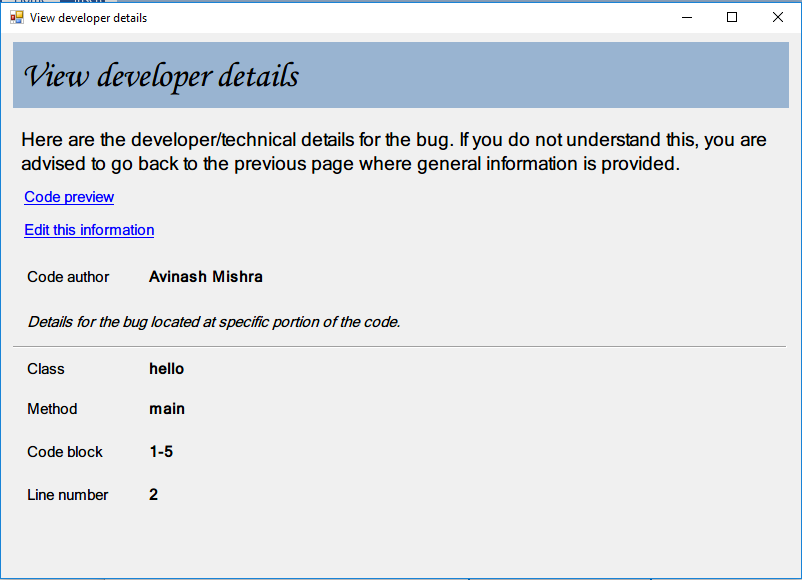 View developer details
View developer details
Here are the developer/technical details for the bug. If you do not understand this, you are
advised to go back to the previous page where general information is provided.
Code preview
Edit this information
Code author Avinash Mishra
Details for the bug located at specific portion of the code.
Class hello
Method main
Code block 1-5
Line number 2